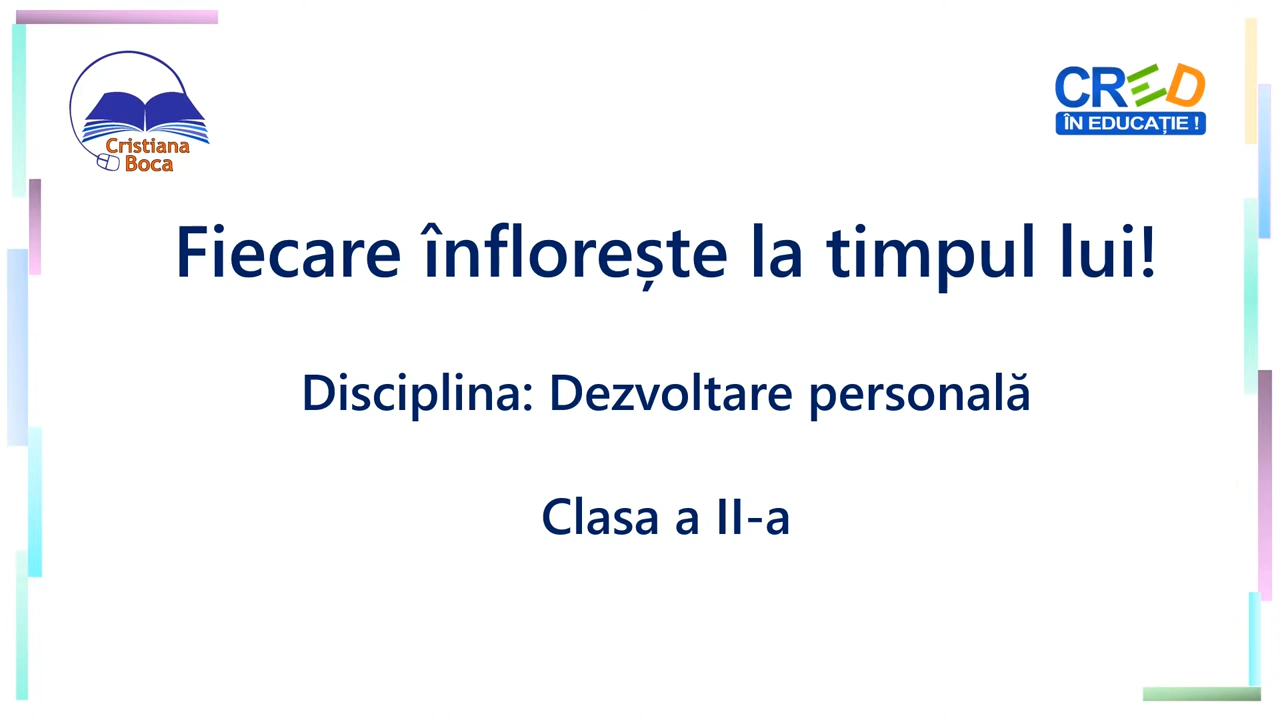 Cristiana
Boca
CRED
ÎN EDUCAȚIE !
Fiecare înflorește la timpul lui!
Disciplina: Dezvoltare personală
Clasa a II-a